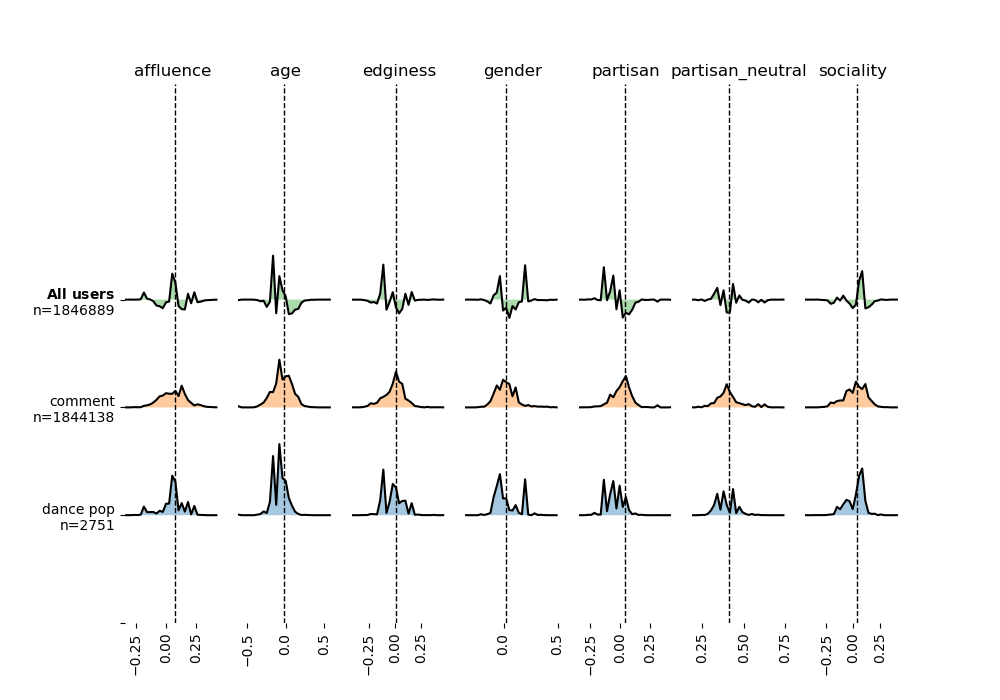 affluence age edginess gender partisan partisan_neutral sociality
All users
n=1846889
comment
n=1844138
dance pop
n=2751
−0.25 0.00 0.25 −0.5 0.0 0.5 −0.25 0.00 0.25 0.0 0.5 −0.25 0.00 0.25 0.25 0.50 0.75 −0.25 0.00 0.25